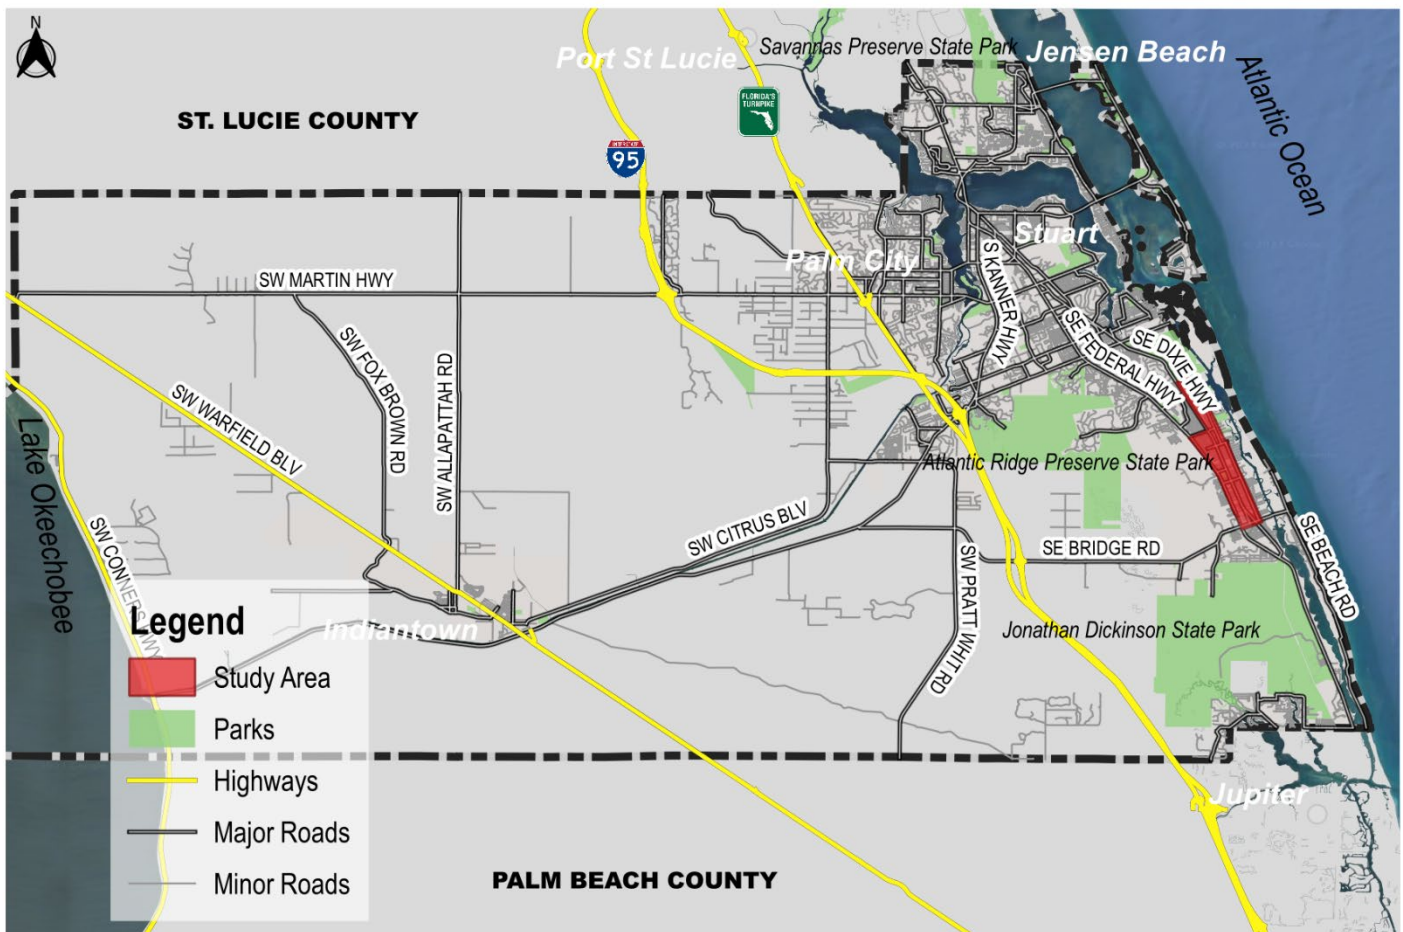 N
Port St Lucie
Savannas Preserve State Park
Jensen Beach
Atlantic Ocean
FLORIDA'S
TURNPIKE
ST. LUCIE COUNTY
INTERSTATE
95
Stuart
Palm City
SW MARTIN HWY
S KANNER HWY
SW FOX BROWN RD
SW ALLAPATTAH RD
SE FEDERAL HWY
SE DIXIE HWY
SW WARFIELD BLV
Lake Okeechobee
Atlantic Ridge Preserve State Park
SW CONNERS HWY
SW CITRUS BLV
SE BRIDGE RD
SE BEACH RD
SW PRATT WHIT RD
Indiantown
Jonathan Dickinson State Park
Jupiter
PALM BEACH COUNTY
Legend
Study Area
Parks
Highways
Major Roads
Minor Roads